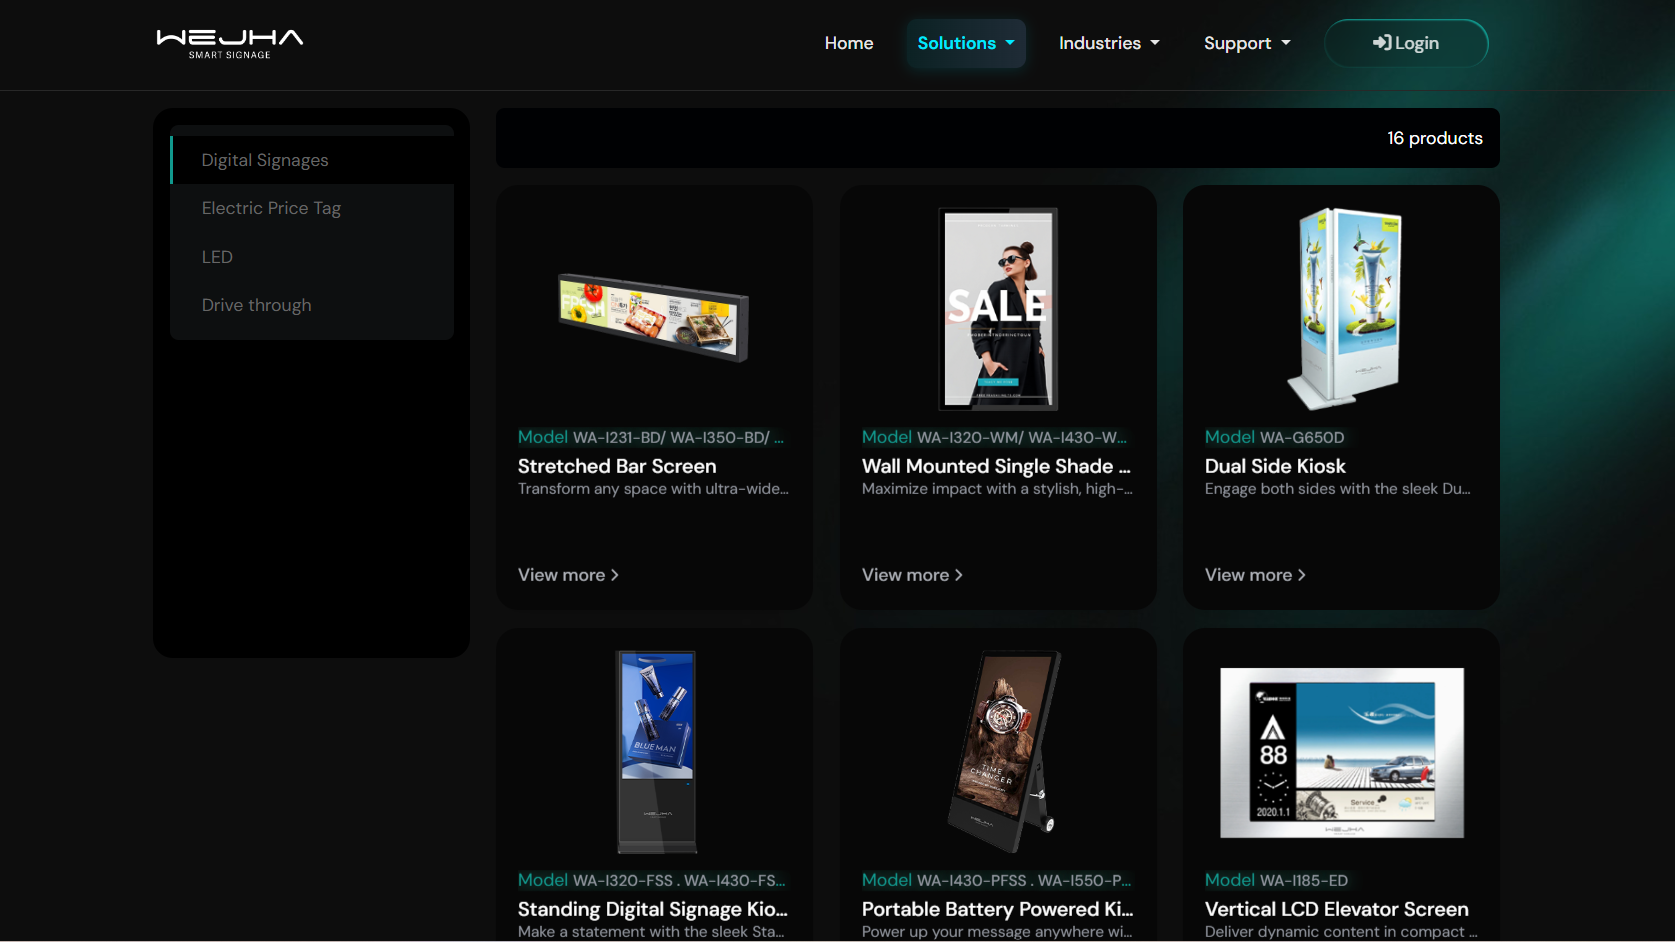 WEJHA
SMART SIGNAGE
Home
Solutions
Industries
Support
Login
Digital Signages
Electric Price Tag
LED
Drive through
16 products
FRESH
Model WA-I231-BD/ WA-I350-BD/ ...
Stretched Bar Screen
Transform any space with ultra-wide...
View more
SALE
Model WA-I320-WM/ WA-I430-W...
Wall Mounted Single Shade ...
Maximize impact with a stylish, high-...
View more
Model WA-G650D
Dual Side Kiosk
Engage both sides with the sleek Du...
View more
BLUE MAN
WEJHA
Model WA-I320-FSS . WA-I430-FS...
Standing Digital Signage Kio...
Make a statement with the sleek Sta...
TIME
CHANGER
WEJHA
Model WA-I430-PFSS . WA-I550-P...
Portable Battery Powered Ki...
Power up your message anywhere wi...
88
2020.1.1
Service
WEJHA
Model WA-I185-ED
Vertical LCD Elevator Screen
Deliver dynamic content in compact ...